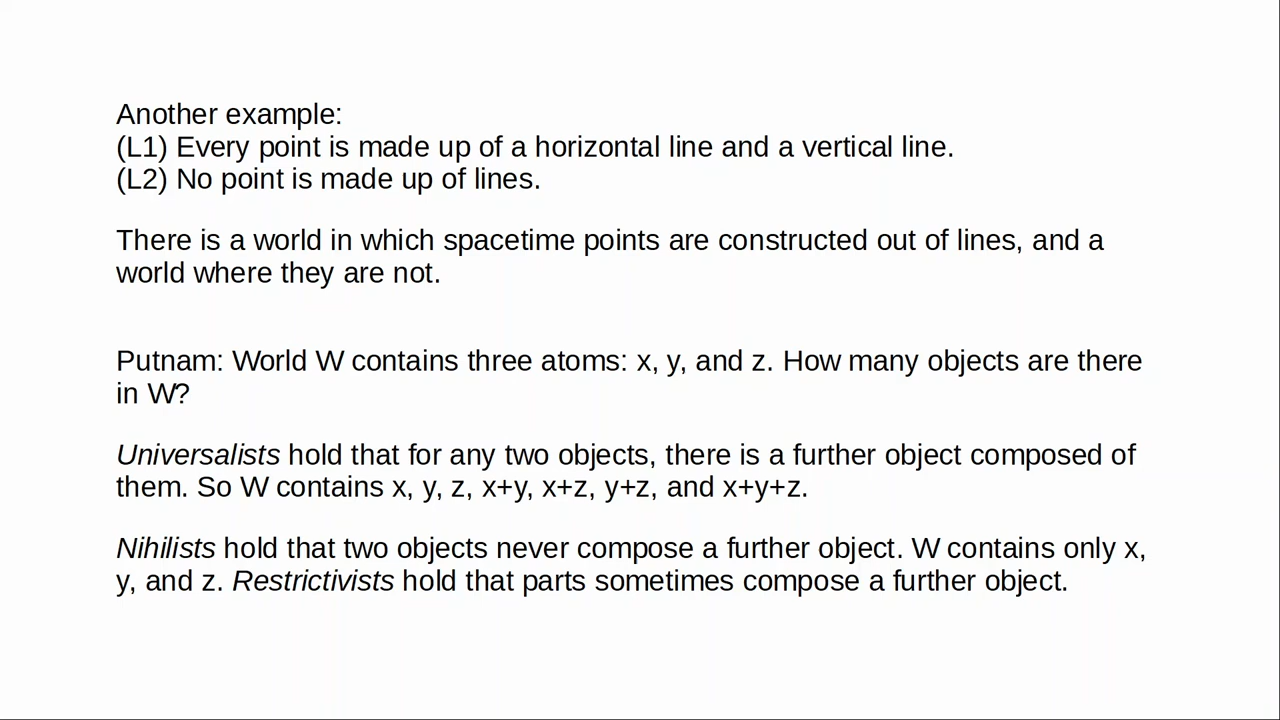 Another example:
(L1) Every point is made up of a horizontal line and a vertical line.
(L2) No point is made up of lines.
There is a world in which spacetime points are constructed out of lines, and a
world where they are not.
Putnam: World W contains three atoms: x, y, and z. How many objects are there
in W?
Universalists hold that for any two objects, there is a further object composed of
them. So W contains x, y, z, x+y, x+z, y+z, and x+y+z.
Nihilists hold that two objects never compose a further object. W contains only x,
y, and z. Restrictivists hold that parts sometimes compose a further object.